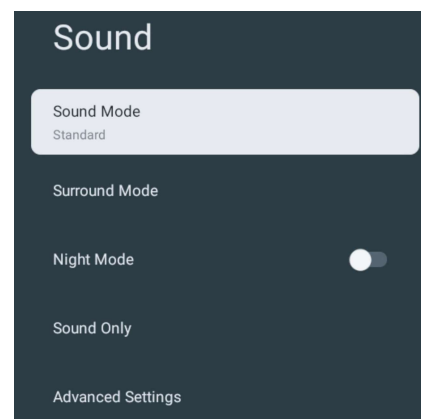 Sound
Sound Mode
Standard
Surround Mode
Night Mode
Sound Only
Advanced Settings